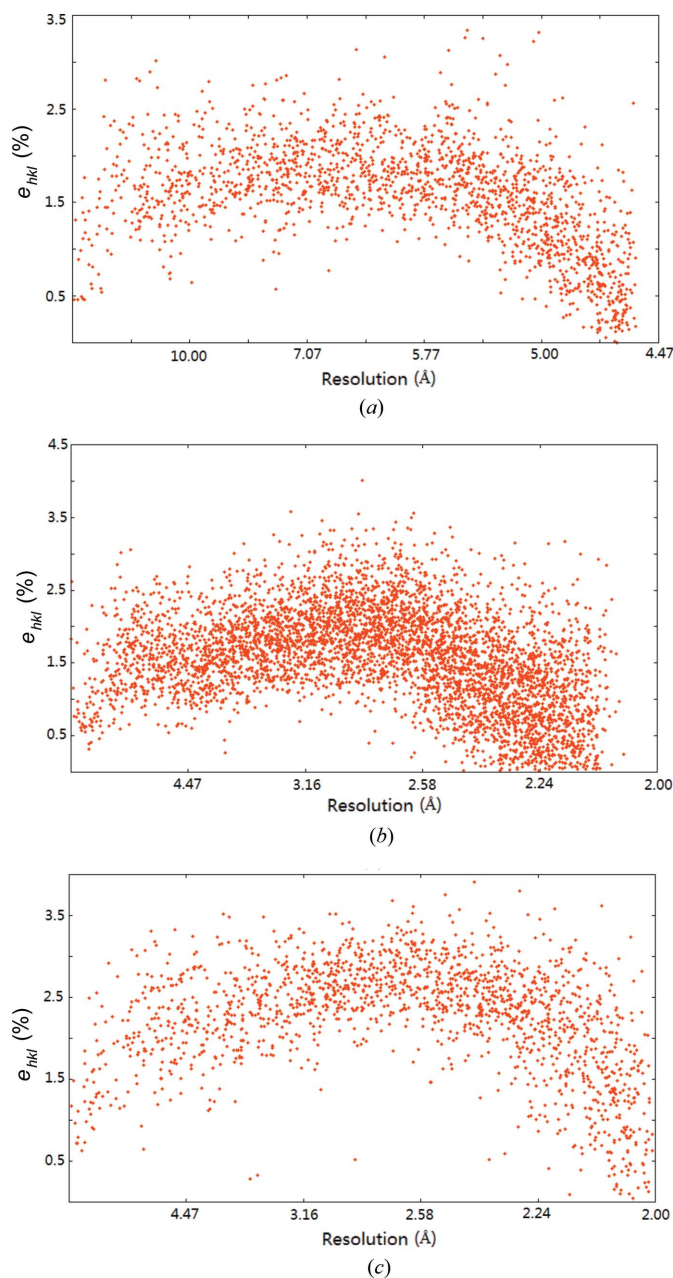 3.5
2.5
1.5
0.5
e_hkl (%)
10.00 7.07 5.77 5.00 4.47
Resolution (Å)
(a)
4.5
3.5
2.5
1.5
0.5
e_hkl (%)
4.47 3.16 2.58 2.24 2.00
Resolution (Å)
(b)
3.5
2.5
1.5
0.5
e_hkl (%)
4.47 3.16 2.58 2.24 2.00
Resolution (Å)
(c)